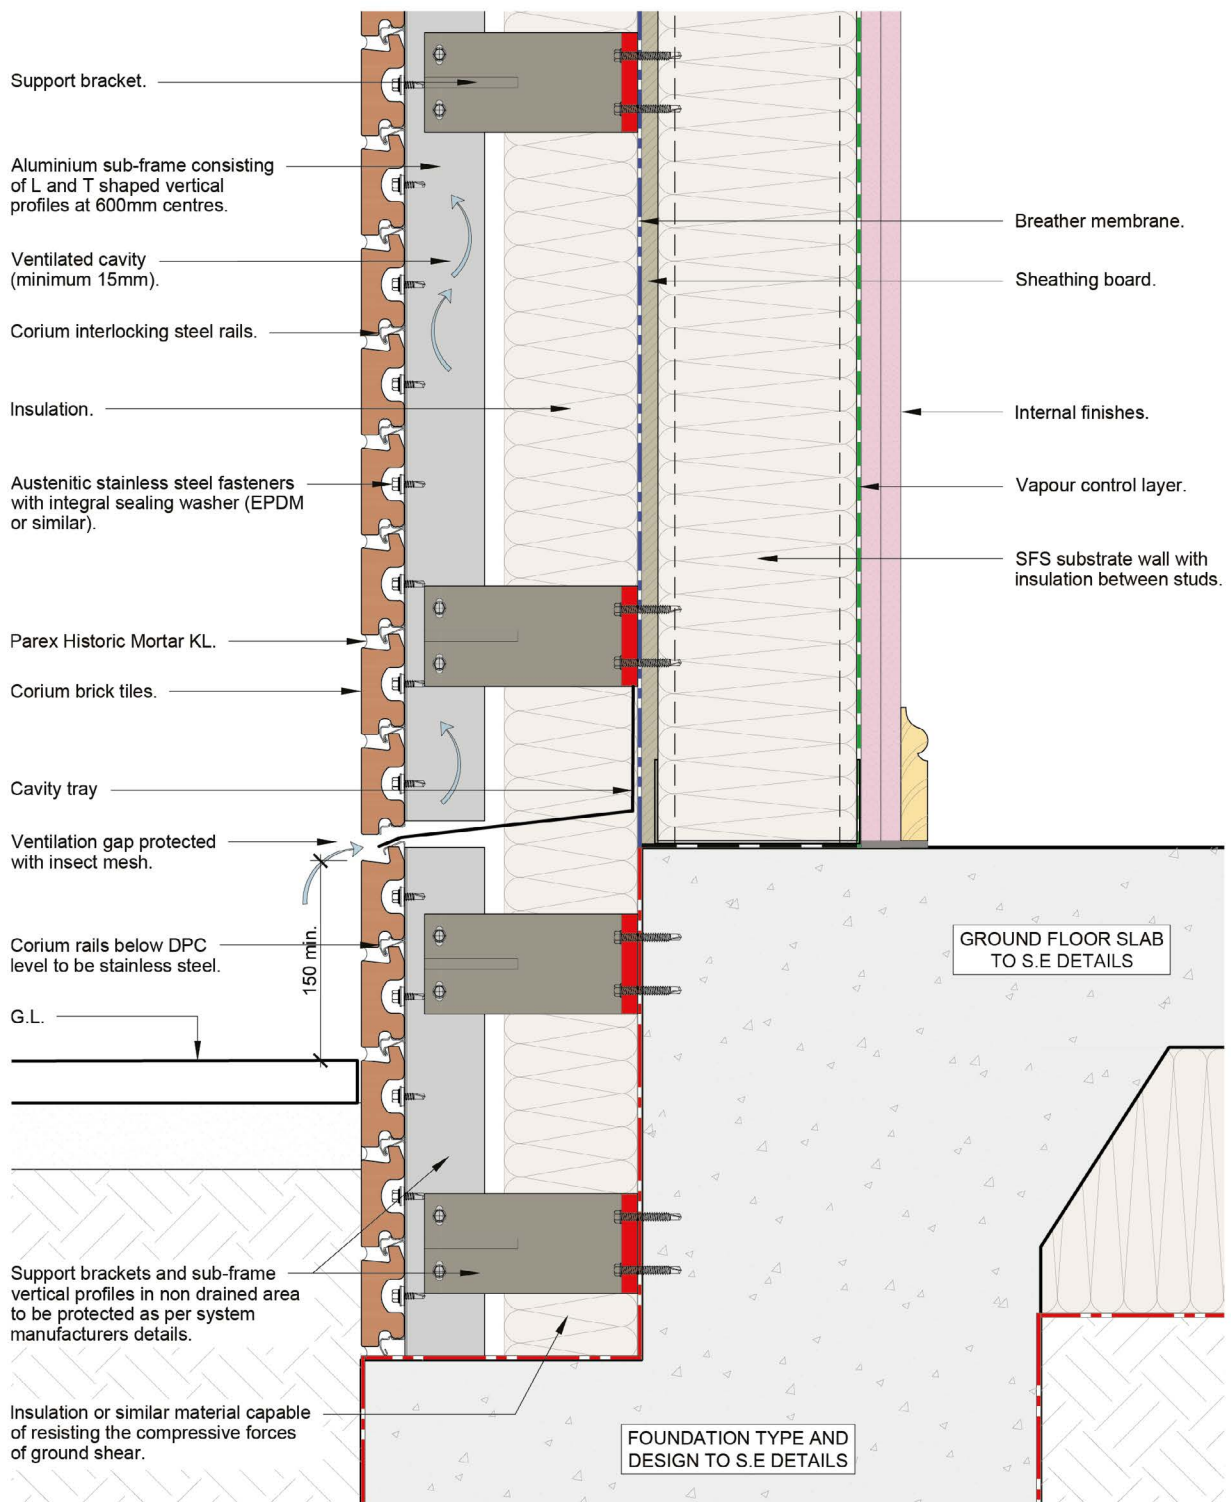 Support bracket.
Aluminium sub-frame consisting
of L and T shaped vertical
profiles at 600mm centres.
Ventilated cavity
(minimum 15mm).
Corium interlocking steel rails.
Insulation.
Austenitic stainless steel fasteners
with integral sealing washer (EPDM
or similar).
Parex Historic Mortar KL.
Corium brick tiles.
Cavity tray
Ventilation gap protected
with insect mesh.
Corium rails below DPC
level to be stainless steel.
150 min.
G.L.
Support brackets and sub-frame
vertical profiles in non drained area
to be protected as per system
manufacturers details.
Insulation or similar material capable
of resisting the compressive forces
of ground shear.
Breather membrane.
Sheathing board.
Internal finishes.
Vapour control layer.
SFS substrate wall with
insulation between studs.
GROUND FLOOR SLAB
TO S.E DETAILS
FOUNDATION TYPE AND
DESIGN TO S.E DETAILS